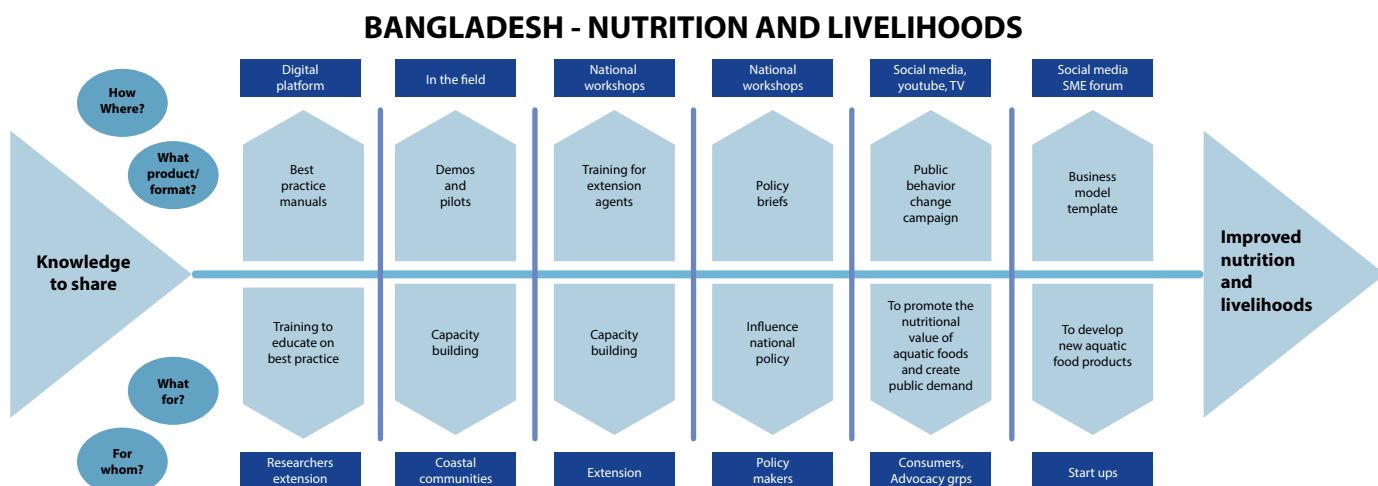 BANGLADESH - NUTRITION AND LIVELIHOODS
How
Where?
Digital
platform
In the field
National
workshops
National
workshops
Social media,
youtube, TV
Social media
SME forum
What
product/
format?
Best
practice
manuals
Demos
and
pilots
Training for
extension
agents
Policy
briefs
Public
behavior
change
campaign
Business
model
template
Knowledge
to share
Improved
nutrition
and
livelihoods
What
for?
Training to
educate on
best practice
Capacity
building
Capacity
building
Influence
national
policy
To promote the
nutritional
value of
aquatic foods
and create
public demand
To develop
new aquatic
food products
For
whom?
Researchers
extension
Coastal
communities
Extension
Policy
makers
Consumers,
Advocacy grps
Start ups